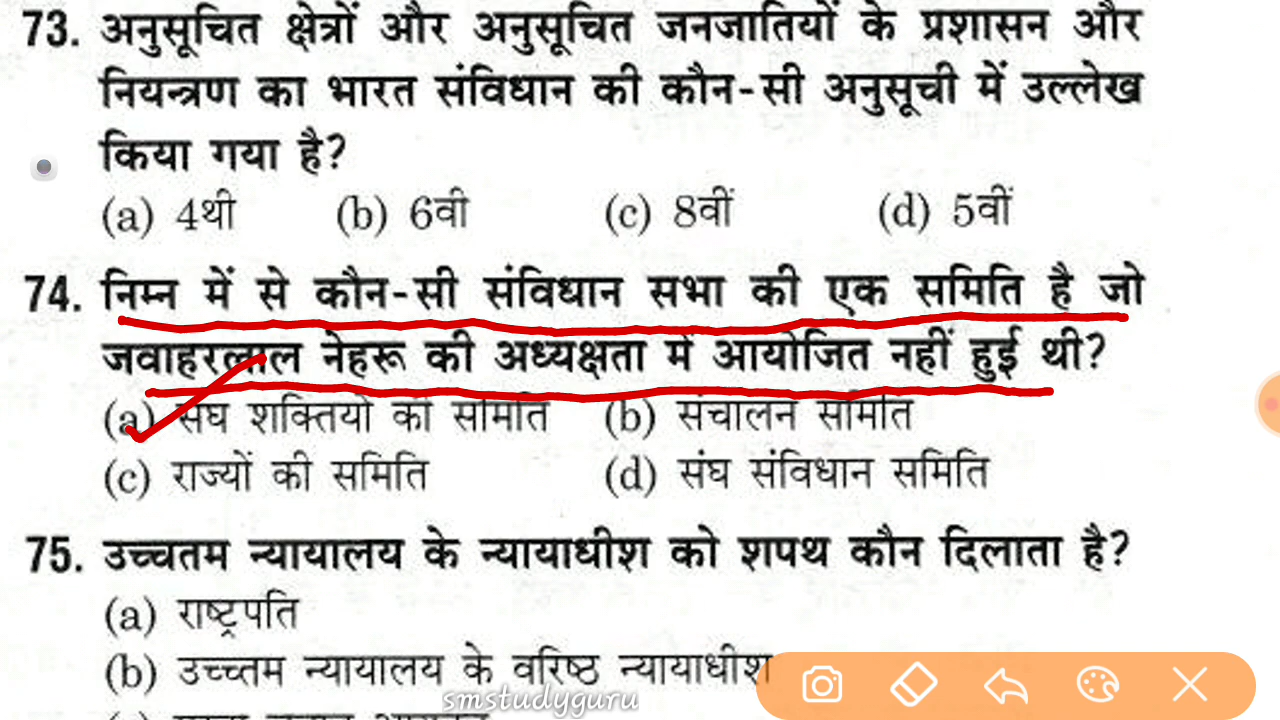 73. अनुसूचित क्षेत्रों और अनुसूचित जनजातियों के प्रशासन और
नियन्त्रण का भारत संविधान की कौन-सी अनुसूची में उल्लेख
किया गया है?
(a) 4थी (b) 6वी (c) 8वीं (d) 5वीं
74. निम्न में से कौन-सी संविधान सभा की एक समिति है जो
जवाहरलाल नेहरू की अध्यक्षता में आयोजित नहीं हुई थी?
(a) संघ शक्तियों की समिति (b) संचालन समिति
(c) राज्यों की समिति (d) संघ संविधान समिति
75. उच्चतम न्यायालय के न्यायाधीश को शपथ कौन दिलाता है?
(a) राष्ट्रपति
(b) उच्च्तम न्यायालय के वरिष्ठ न्यायाधीश
smstudyguru